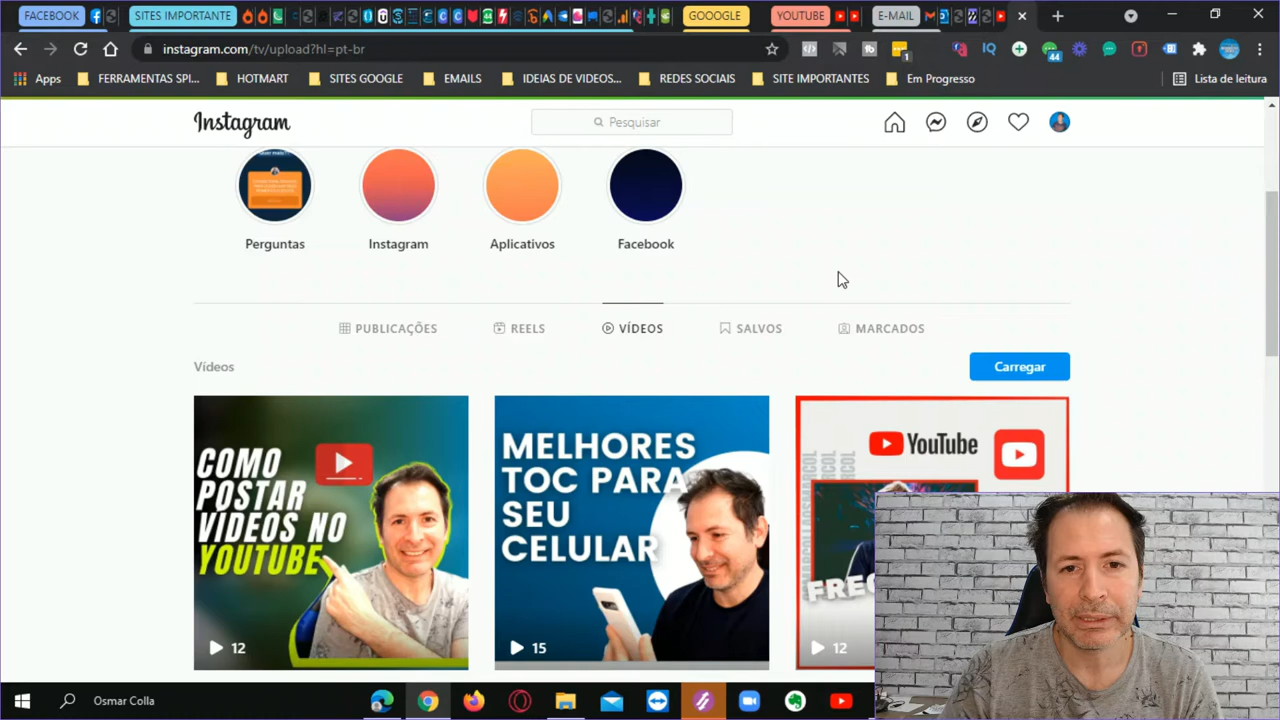 FACEBOOK
SITES IMPORTANTE
GOOOGLE
YOUTUBE
E-MAIL
instagram.com/tv/upload?hl=pt-br
1
44
Apps
FERRAMENTAS SPI...
HOTMART
SITES GOOGLE
EMAILS
IDEIAS DE VIDEOS...
REDES SOCIAIS
SITE IMPORTANTES
Em Progresso
Lista de leitura
Instagram
Pesquisar
Perguntas
Instagram
Aplicativos
Facebook
PUBLICAÇÕES
REELS
VÍDEOS
SALVOS
MARCADOS
Vídeos
Carregar
COMO
POSTAR
VIDEOS NO
YOUTUBE
12
MELHORES
TOC PARA
SEU
CELULAR
15
YouTube
12
Osmar Colla